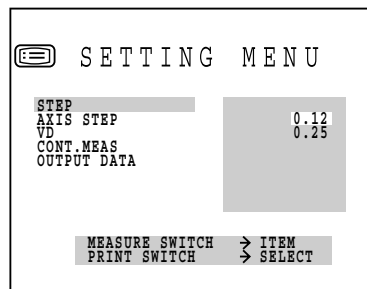 SETTING MENU
STEP
AXIS STEP 0.12
VD 0.25
CONT.MEAS
OUTPUT DATA
MEASURE SWITCH → ITEM
PRINT SWITCH → SELECT